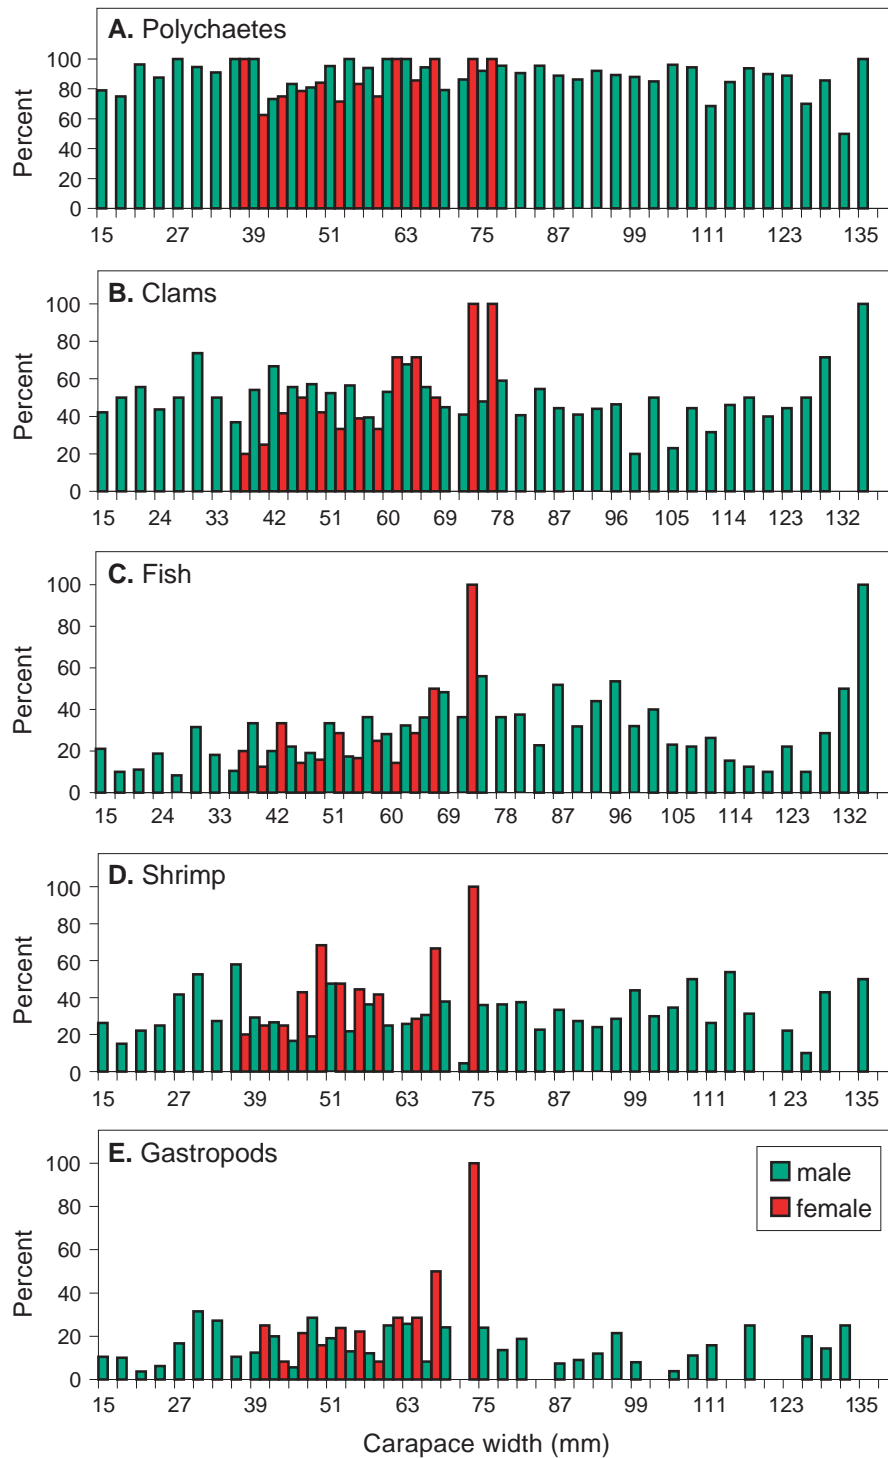 A. Polychaetes
100
80
60
40
20
0
Percent
15 27 39 51 63 75 87 99 111 123 135
B. Clams
100
80
60
40
20
0
Percent
15 24 33 42 51 60 69 78 87 96 105 114 123 132
C. Fish
100
80
60
40
20
0
Percent
15 24 33 42 51 60 69 78 87 96 105 114 123 132
D. Shrimp
100
80
60
40
20
0
Percent
15 27 39 51 63 75 87 99 111 1 23 135
E. Gastropods
male
female
100
80
60
40
20
0
Percent
15 27 39 51 63 75 87 99 111 123 135
Carapace width (mm)